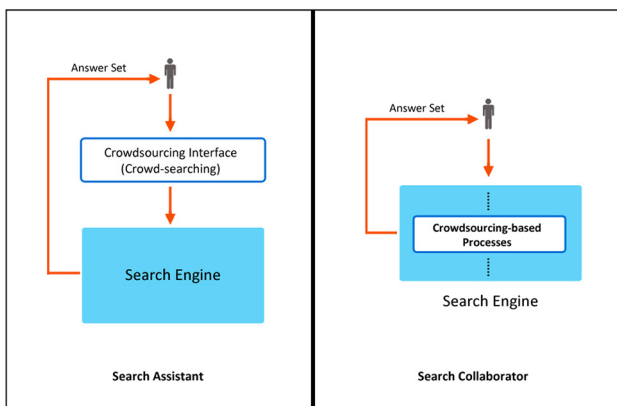 Answer Set
Crowdsourcing Interface
(Crowd-searching)
Search Engine
Search Assistant
Answer Set
Crowdsourcing-based
Processes
Search Engine
Search Collaborator